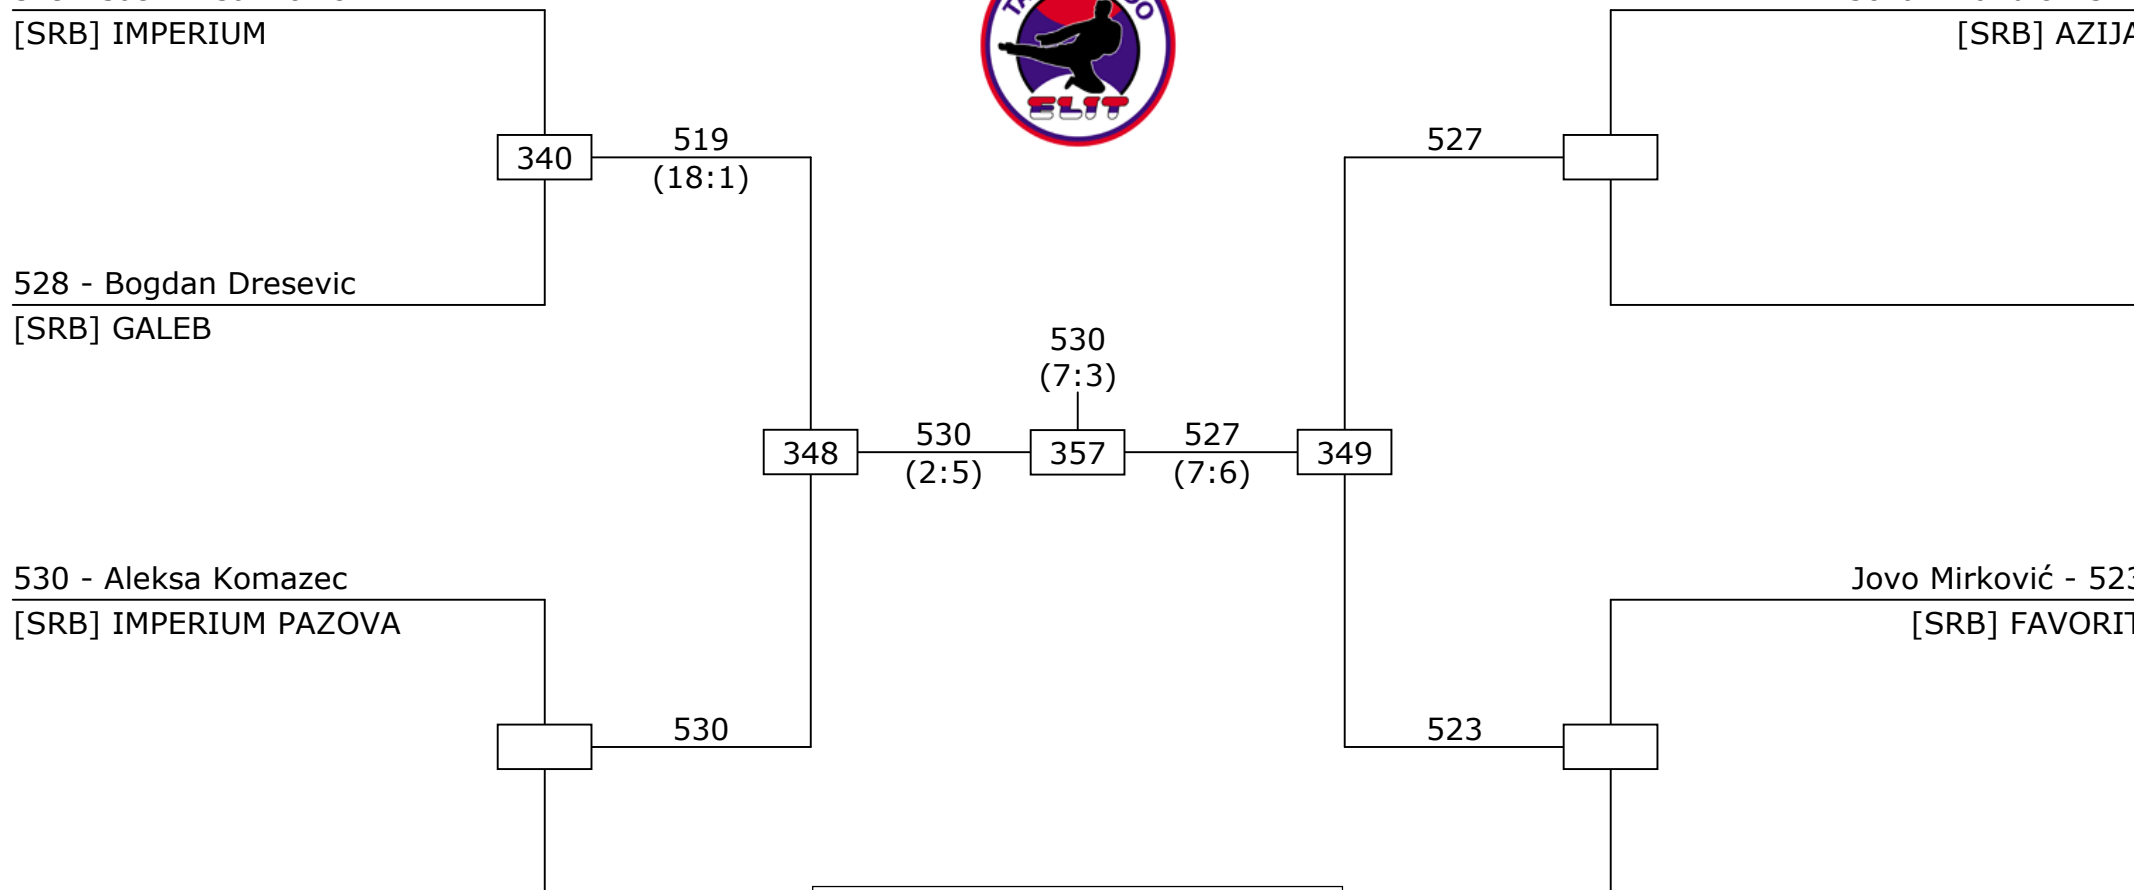 [SRB] IMPERIUM
[SRB] AZIJA
ELIT
519
340
(18:1)
527
528 - Bogdan Dresevic
[SRB] GALEB
530
(7:3)
348
530
(2:5)
357
527
(7:6)
349
530 - Aleksa Komazec
[SRB] IMPERIUM PAZOVA
Jovo Mirković - 523
[SRB] FAVORIT
530
523